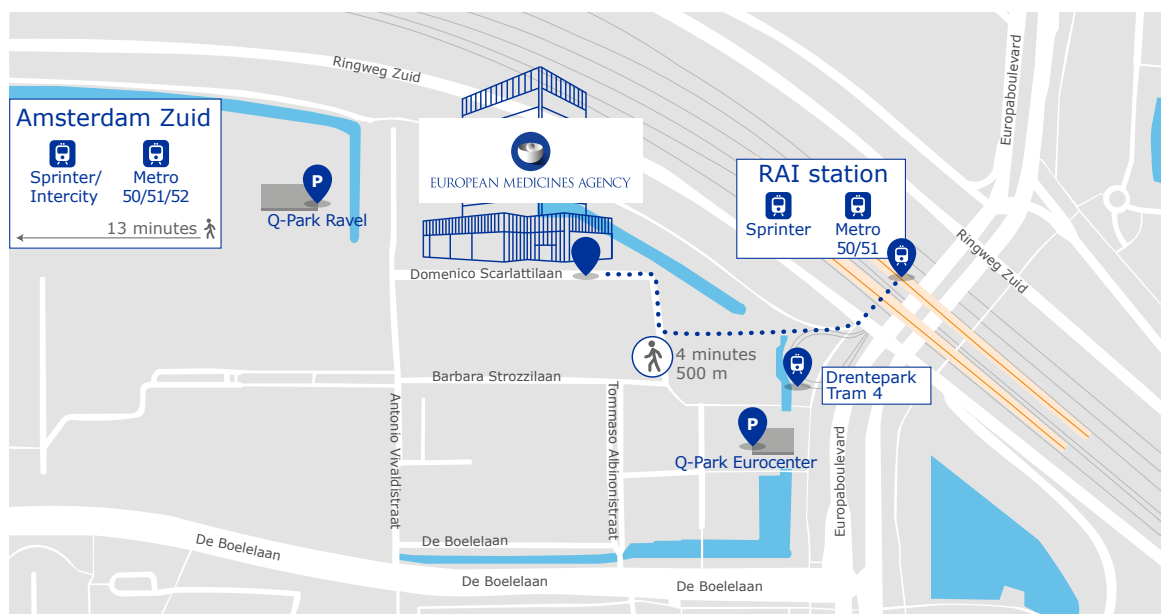 Ringweg Zuid
Europaboulevard
Amsterdam Zuid
Sprinter/
Intercity
Metro
50/51/52
13 minutes
P
Q-Park Ravel
EUROPEAN MEDICINES AGENCY
RAI station
Sprinter
Metro
50/51
Ringweg Zuid
Domenico Scarlattilaan
4 minutes
500 m
Drentepark
Tram 4
Barbara Strozzilaan
Antonio Vivaldistraat
Tommaso Albinonistraat
P
Q-Park Eurocenter
Europaboulevard
De Boelelaan
De Boelelaan
De Boelelaan
De Boelelaan